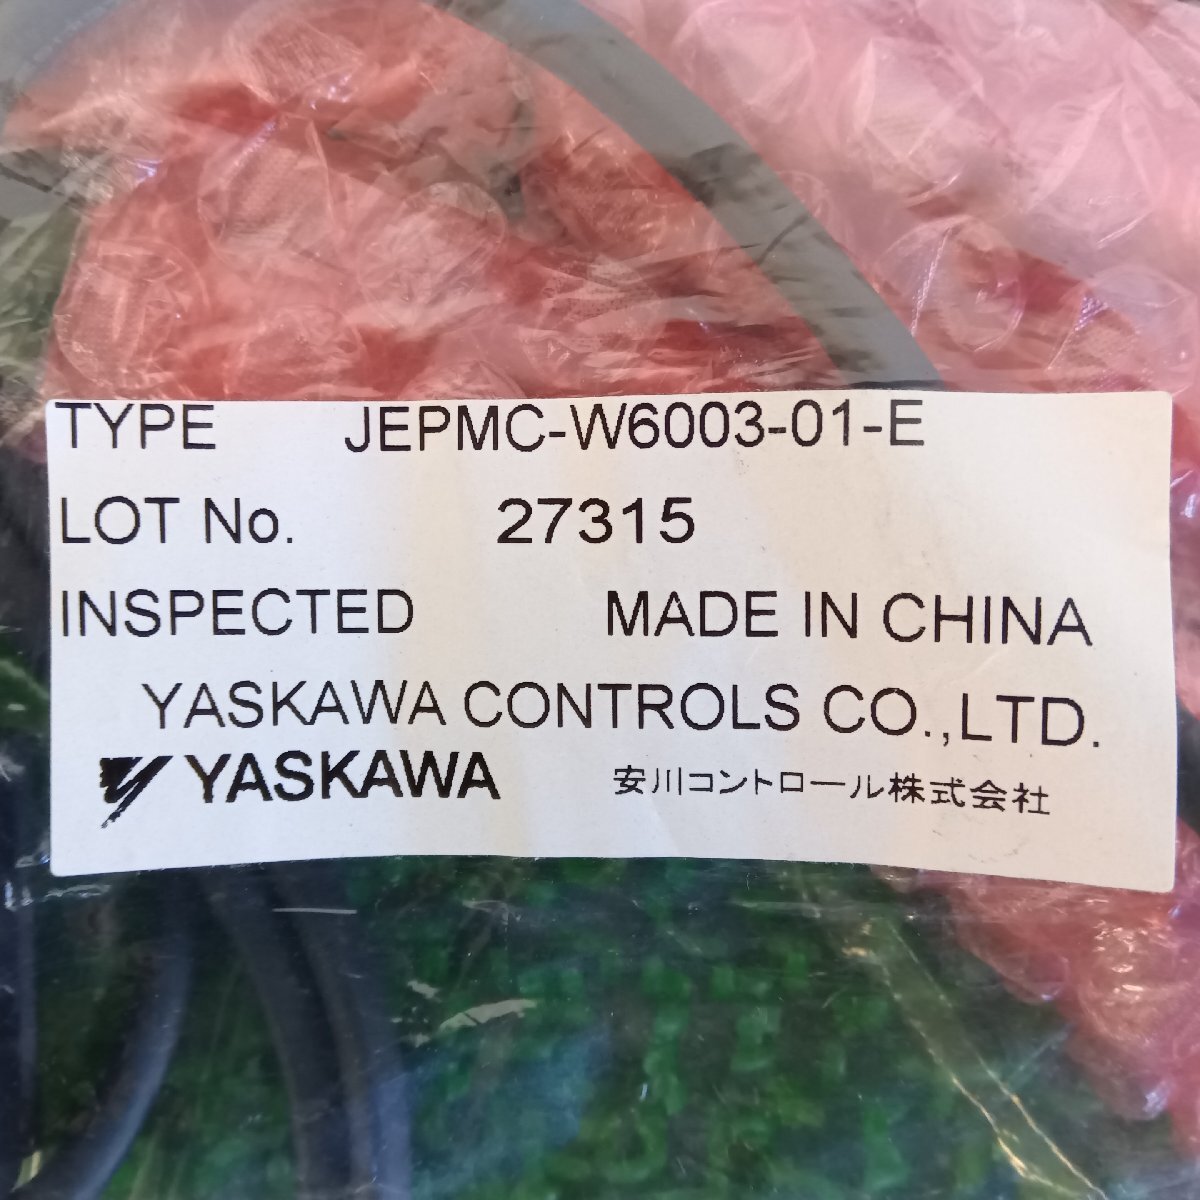 TYPE JEPMC-W6003-01-E
LOT No. 27315
INSPECTED MADE IN CHINA
YASKAWA CONTROLS CO.,LTD.
YASKAWA 安川コントロール株式会社